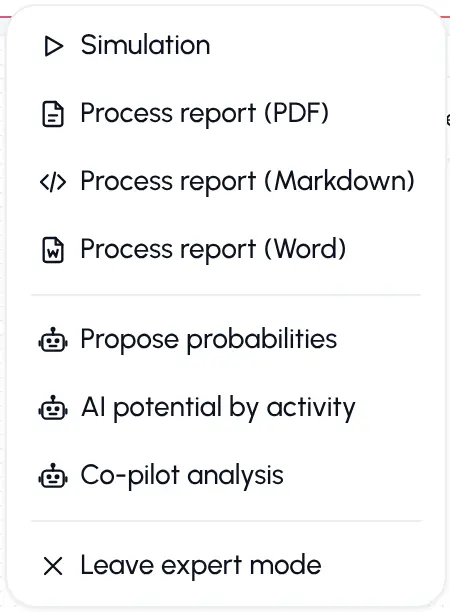 Simulation
Process report (PDF)
Process report (Markdown)
Process report (Word)
Propose probabilities
AI potential by activity
Co-pilot analysis
Leave expert mode